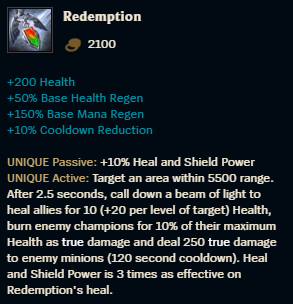 Redemption
2100
+200 Health
+50% Base Health Regen
+150% Base Mana Regen
+10% Cooldown Reduction
UNIQUE Passive: +10% Heal and Shield Power
UNIQUE Active: Target an area within 5500 range.
After 2.5 seconds, call down a beam of light to
heal allies for 10 (+20 per level of target) Health,
burn enemy champions for 10% of their maximum
Health as true damage and deal 250 true damage
to enemy minions (120 second cooldown). Heal
and Shield Power is 3 times as effective on
Redemption's heal.